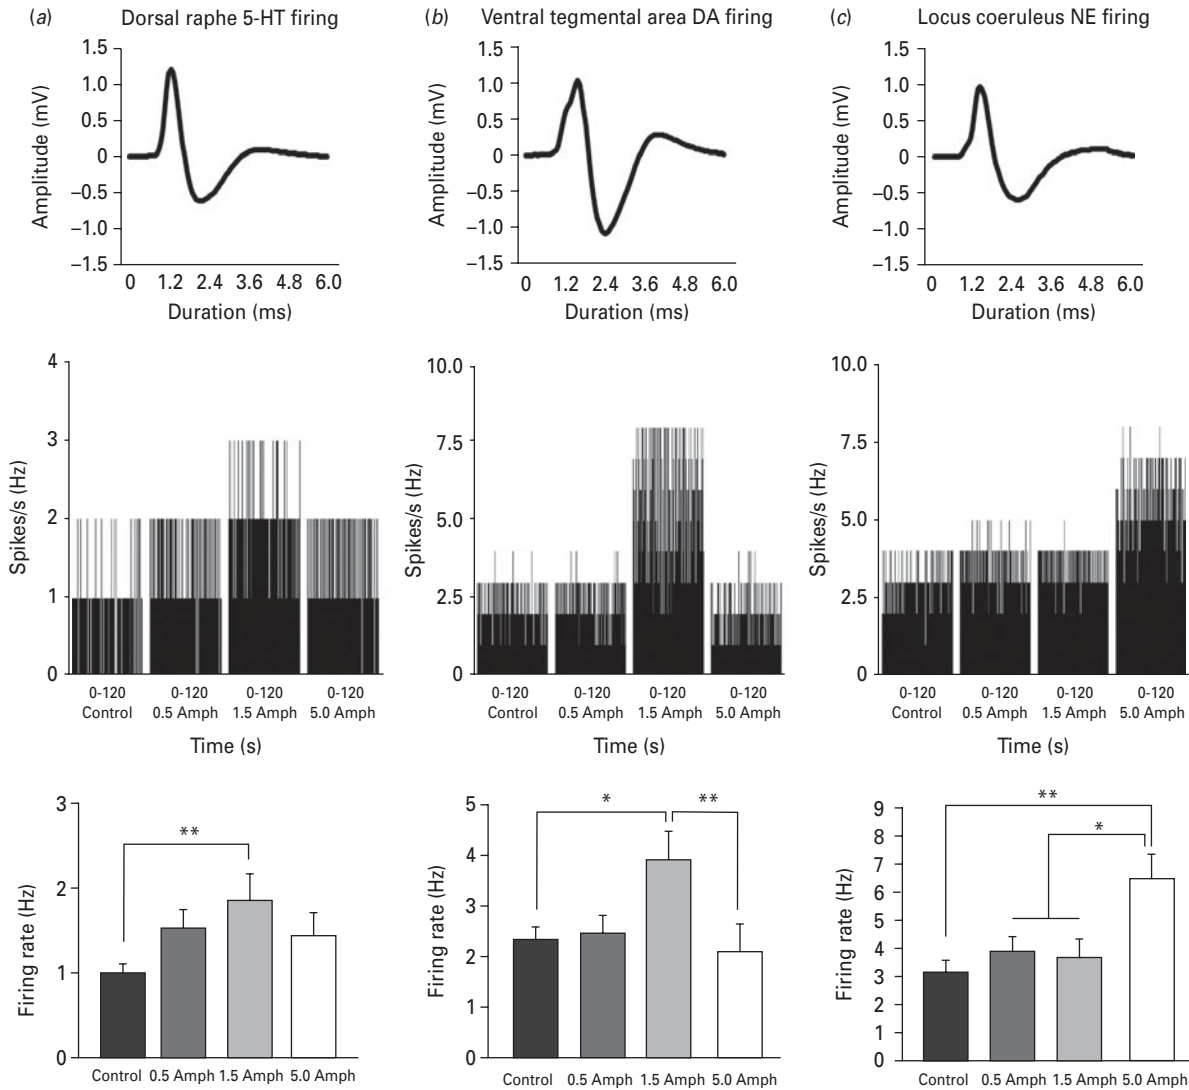 (a) Dorsal raphe 5-HT firing
1.5
1.0
0.5
0
–0.5
–1.0
–1.5
Amplitude (mV)
0 1.2 2.4 3.6 4.8 6.0
Duration (ms)
(b) Ventral tegmental area DA firing
1.5
1.0
0.5
0
–0.5
–1.0
–1.5
Amplitude (mV)
0 1.2 2.4 3.6 4.8 6.0
Duration (ms)
(c) Locus coeruleus NE firing
1.5
1.0
0.5
0
–0.5
–1.0
–1.5
Amplitude (mV)
0 1.2 2.4 3.6 4.8 6.0
Duration (ms)
4
3
2
1
0
Spikes/s (Hz)
0-120 0-120 0-120 0-120
Control 0.5 Amph 1.5 Amph 5.0 Amph
Time (s)
10.0
7.5
5.0
2.5
0
Spikes/s (Hz)
0-120 0-120 0-120 0-120
Control 0.5 Amph 1.5 Amph 5.0 Amph
Time (s)
10.0
7.5
5.0
2.5
0
Spikes/s (Hz)
0-120 0-120 0-120 0-120
Control 0.5 Amph 1.5 Amph 5.0 Amph
Time (s)
3
2
1
0
Firing rate (Hz)
**
Control 0.5 Amph 1.5 Amph 5.0 Amph
5
4
3
2
1
0
Firing rate (Hz)
* **
Control 0.5 Amph 1.5 Amph 5.0 Amph
9
8
7
6
5
4
3
2
1
0
Firing rate (Hz)
**
*
Control 0.5 Amph 1.5 Amph 5.0 Amph